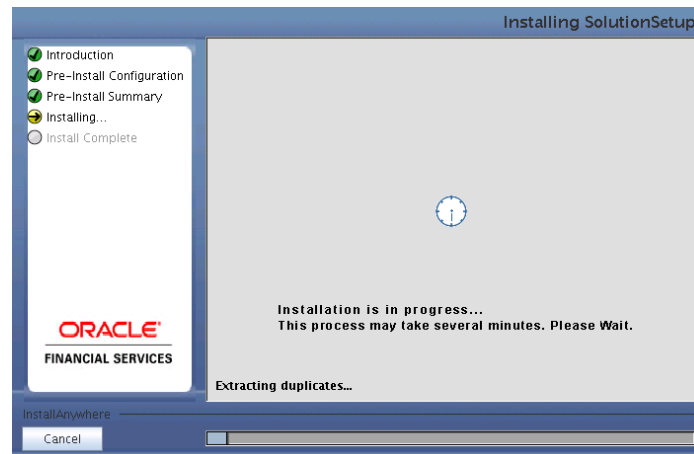 Installing SolutionSetup
Introduction
Pre-Install Configuration
Pre-Install Summary
Installing...
Install Complete
Installation is in progress...
This process may take several minutes. Please Wait.
ORACLE'
FINANCIAL SERVICES
Extracting duplicates...
InstallAnywhere
Cancel